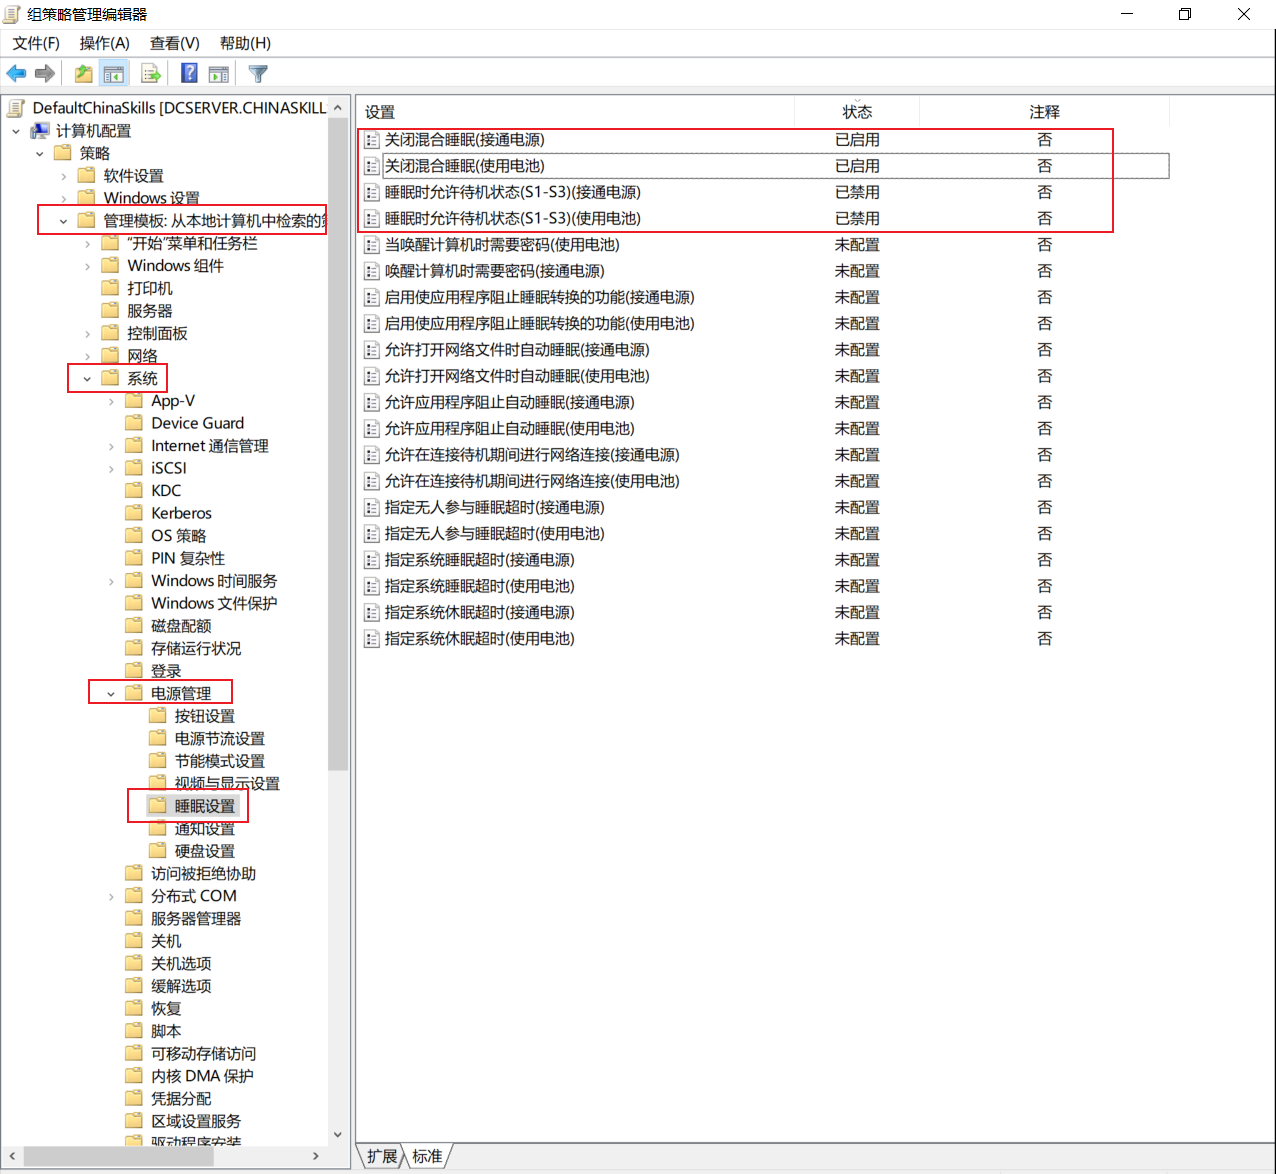 组策略管理编辑器
文件(F) 操作(A) 查看(V) 帮助(H)
DefaultChinaSkills [DCSERVER.CHINASKILL
计算机配置
策略
软件设置
Windows 设置
管理模板: 从本地计算机中检索的
“开始”菜单和任务栏
Windows 组件
打印机
服务器
控制面板
网络
系统
App-V
Device Guard
Internet 通信管理
iSCSI
KDC
Kerberos
OS 策略
PIN 复杂性
Windows 时间服务
Windows 文件保护
磁盘配额
存储运行状况
登录
电源管理
按钮设置
电源节流设置
节能模式设置
视频与显示设置
睡眠设置
通知设置
硬盘设置
访问被拒绝协助
分布式 COM
服务器管理器
关机
关机选项
缓解选项
恢复
脚本
可移动存储访问
内核 DMA 保护
凭据分配
区域设置服务
驱动程序安装
设置 状态 注释
关闭混合睡眠(接通电源) 已启用 否
关闭混合睡眠(使用电池) 已启用 否
睡眠时允许待机状态(S1-S3)(接通电源) 已禁用 否
睡眠时允许待机状态(S1-S3)(使用电池) 已禁用 否
当唤醒计算机时需要密码(使用电池) 未配置 否
唤醒计算机时需要密码(接通电源) 未配置 否
启用使应用程序阻止睡眠转换的功能(接通电源) 未配置 否
启用使应用程序阻止睡眠转换的功能(使用电池) 未配置 否
允许打开网络文件时自动睡眠(接通电源) 未配置 否
允许打开网络文件时自动睡眠(使用电池) 未配置 否
允许应用程序阻止自动睡眠(接通电源) 未配置 否
允许应用程序阻止自动睡眠(使用电池) 未配置 否
允许在连接待机期间进行网络连接(接通电源) 未配置 否
允许在连接待机期间进行网络连接(使用电池) 未配置 否
指定无人参与睡眠超时(接通电源) 未配置 否
指定无人参与睡眠超时(使用电池) 未配置 否
指定系统睡眠超时(接通电源) 未配置 否
指定系统睡眠超时(使用电池) 未配置 否
指定系统休眠超时(接通电源) 未配置 否
指定系统休眠超时(使用电池) 未配置 否
扩展 标准